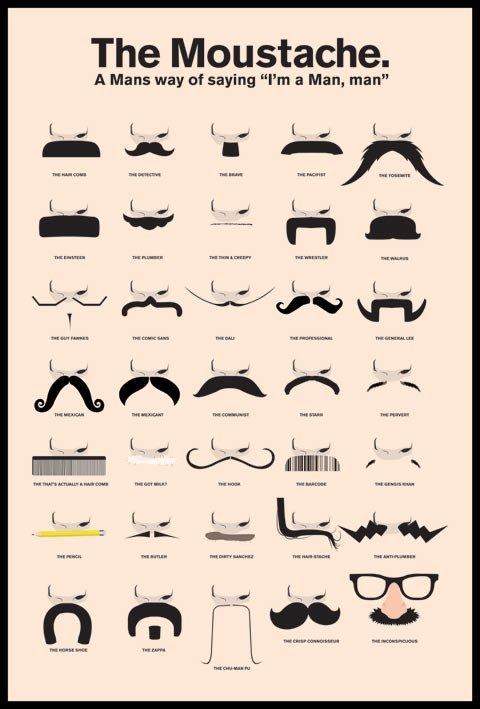 The Moustache.
A Mans way of saying “I’m a Man, man”
THE HAIR COMB
THE DETECTIVE
THE BRAVE
THE PACIFIST
THE YOSEMITE
THE EINSTEEN
THE PLUMBER
THE THIN & CREEPY
THE WRESTLER
THE WALRUS
THE GUY FAWKES
THE COMIC SANS
THE DALI
THE PROFESSIONAL
THE GENERAL LEE
THE MEXICAN
THE MEXICANT
THE COMMUNIST
THE STARR
THE PERVERT
THE THAT'S ACTUALLY A HAIR COMB
THE GOT MILK?
THE HOOK
THE BARCODE
THE GENGIS KHAN
THE PENCIL
THE BUTLER
THE DIRTY SANCHEZ
THE HAIR-STACHE
THE ANTI-PLUMBER
THE HORSE SHOE
THE ZAPPA
THE CHU-MAN FU
THE CRISP CONNOISSEUR
THE INCONSPICUOUS